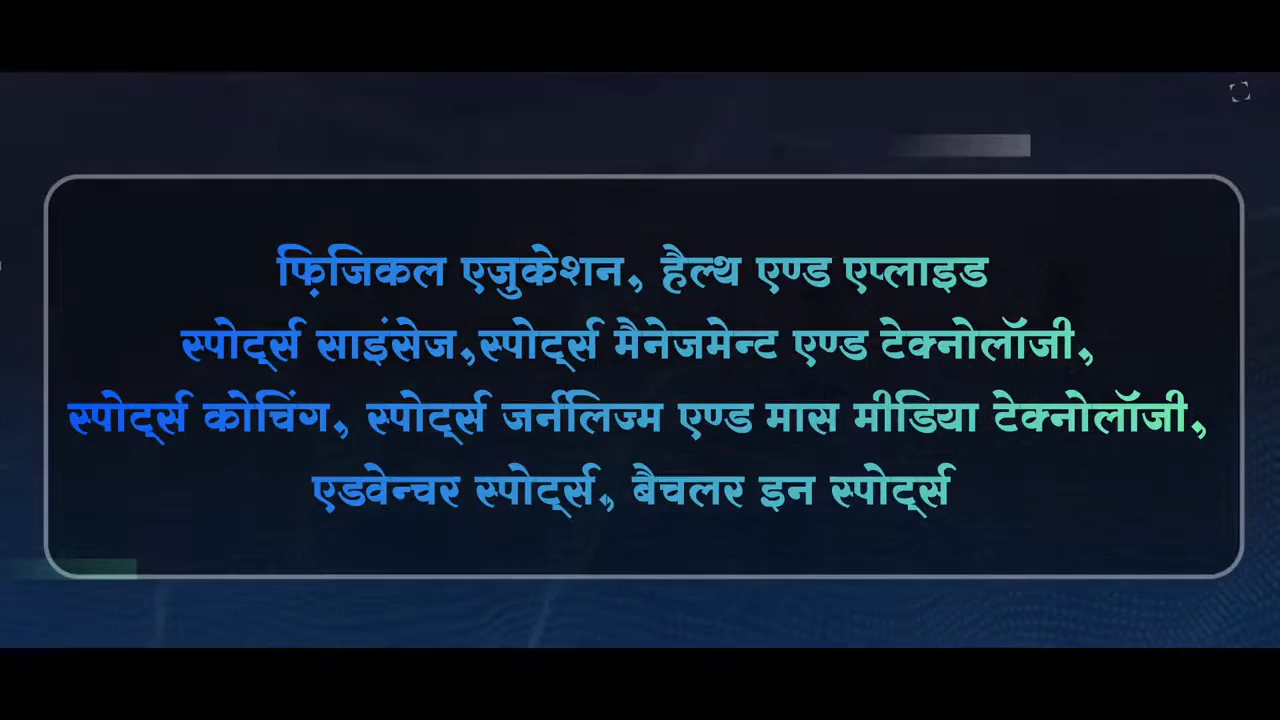 फ़िजिकल एजुकेशन, हैल्थ एण्ड एप्लाइड
स्पोर्ट्स साइंसेज,स्पोर्ट्स मैनेजमेन्ट एण्ड टेक्नोलॉजी,
स्पोर्ट्स कोचिंग, स्पोर्ट्स जर्नलिज्म एण्ड मास मीडिया टेक्नोलॉजी,
एडवेन्चर स्पोर्ट्स, बैचलर इन स्पोर्ट्स